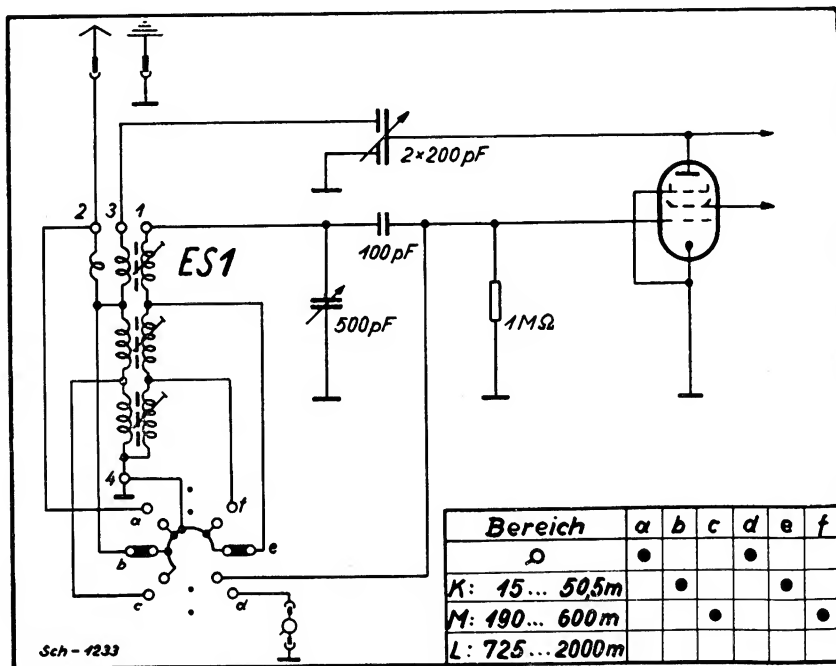 2×200pF
2 3 1
ES1
100pF
500pF
1MΩ
4
a f
b e
c d
Bereich a b c d e f
● ●
K: 15 ... 50,5m ● ●
M: 190 ... 600m ● ●
L: 725 ... 2000m
Sch-1233